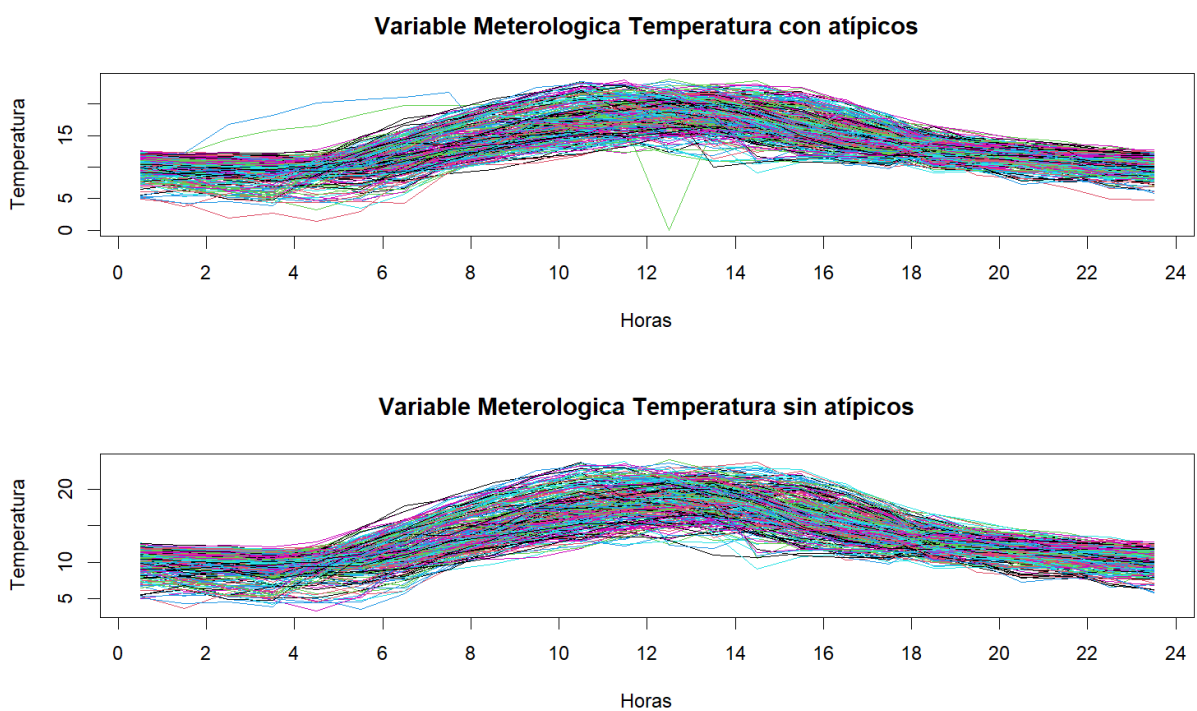 Variable Meterologica Temperatura con atípicos
Temperatura
15
5
0
0 2 4 6 8 10 12 14 16 18 20 22 24
Horas
Variable Meterologica Temperatura sin atípicos
Temperatura
20
10
5
0 2 4 6 8 10 12 14 16 18 20 22 24
Horas